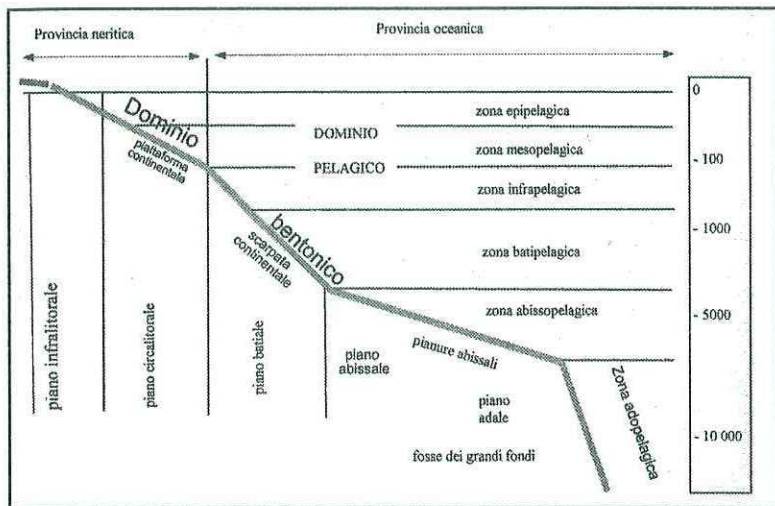 Provincia neritica
Provincia oceanica
0
zona epipelagica
Dominio
DOMINIO
piattaforma
continentale
zona mesopelagica
- 100
PELAGICO
zona infrapelagica
- 1000
bentonico
scarpata
continentale
zona batipelagica
zona abissopelagica
- 5000
piano infralitorale
piano circalitorale
piano batiale
piano
abissale
pianure abissali
piano
adale
Zona adopelagica
- 10 000
fosse dei grandi fondi